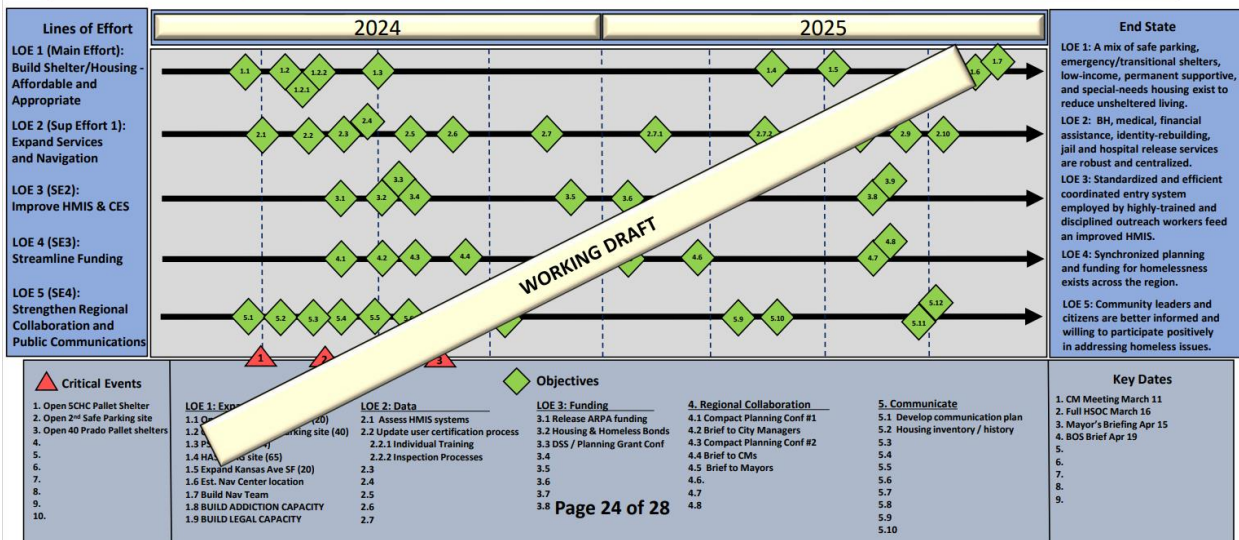 Lines of Effort
2024
2025
End State
LOE 1 (Main Effort):
Build Shelter/Housing -
Affordable and
Appropriate
1.1
1.2
1.2.2
1.2.1
1.3
1.4
1.5
1.6
1.7
LOE 2 (Sup Effort 1):
Expand Services
and Navigation
2.1
2.2
2.3
2.4
2.5
2.6
2.7
2.7.1
2.7.2
2.9
2.10
LOE 3 (SE2):
Improve HMIS & CES
3.1
3.2
3.3
3.4
3.5
3.6
3.8
3.9
LOE 4 (SE3):
Streamline Funding
4.1
4.2
4.3
4.4
4.6
4.7
4.8
LOE 5 (SE4):
Strengthen Regional
Collaboration and
Public Communications
5.1
5.2
5.3
5.4
5.5
5.9
5.10
5.11
5.12
1
2
3
WORKING DRAFT
LOE 1: A mix of safe parking,
emergency/transitional shelters,
low-income, permanent supportive,
and special-needs housing exist to
reduce unsheltered living.
LOE 2: BH, medical, financial
assistance, identity-rebuilding,
jail and hospital release services
are robust and centralized.
LOE 3: Standardized and efficient
coordinated entry system
employed by highly-trained and
disciplined outreach workers feed
an improved HMIS.
LOE 4: Synchronized planning
and funding for homelessness
exists across the region.
LOE 5: Community leaders and
citizens are better informed and
willing to participate positively
in addressing homeless issues.
Critical Events
1. Open 5CHC Pallet Shelter
2. Open 2nd Safe Parking site
3. Open 40 Prado Pallet shelters
4.
5.
6.
7.
8.
9.
10.
Objectives
LOE 1:
1.1 (20)
1.2 parking site (40)
1.3
1.4 site (65)
1.5 Expand Kansas Ave SF (20)
1.6 Est. Nav Center location
1.7 Build Nav Team
1.8 BUILD ADDICTION CAPACITY
1.9 BUILD LEGAL CAPACITY
LOE 2: Data
2.1 Assess HMIS systems
2.2 Update user certification process
2.2.1 Individual Training
2.2.2 Inspection Processes
2.3
2.4
2.5
2.6
2.7
LOE 3: Funding
3.1 Release ARPA funding
3.2 Housing & Homeless Bonds
3.3 DSS / Planning Grant Conf
3.4
3.5
3.6
3.7
3.8
Page 24 of 28
4. Regional Collaboration
4.1 Compact Planning Conf #1
4.2 Brief to City Managers
4.3 Compact Planning Conf #2
4.4 Brief to CMs
4.5 Brief to Mayors
4.6.
4.7
4.8
5. Communicate
5.1 Develop communication plan
5.2 Housing inventory / history
5.3
5.4
5.5
5.6
5.7
5.8
5.9
5.10
Key Dates
1. CM Meeting March 11
2. Full HSOC March 16
3. Mayor's Briefing Apr 15
4. BOS Brief Apr 19
5.
6.
7.
8.
9.